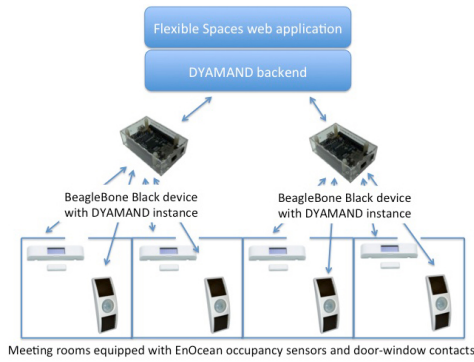 Flexible Spaces web application
DYAMAND backend
BeagleBone Black device
with DYAMAND instance
BeagleBone Black device
with DYAMAND instance
Meeting rooms equipped with EnOcean occupancy sensors and door-window contacts